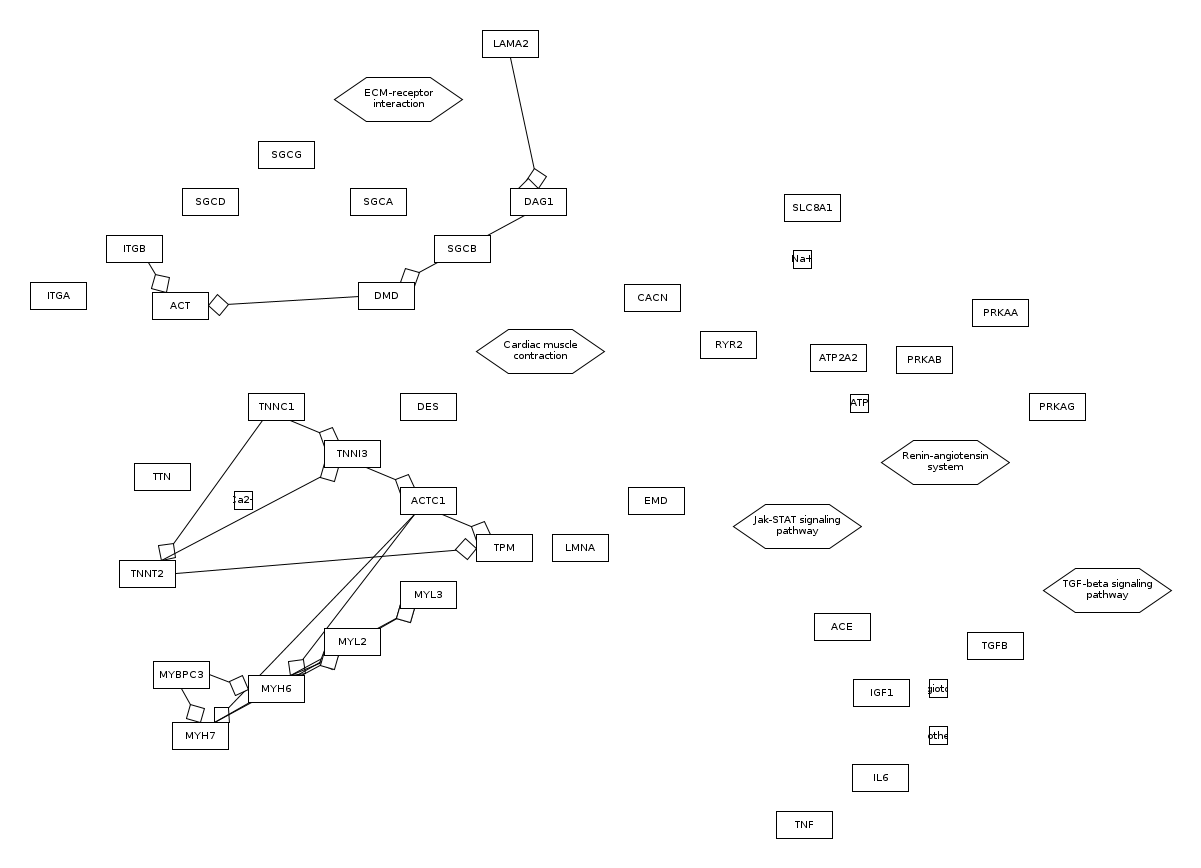 LAMA2
ECM-receptor
interaction
SGCG
SGCD
SGCA
DAG1
SLC8A1
ITGB
SGCB
Na+
ITGA
ACT
DMD
CACN
PRKAA
Cardiac muscle
contraction
RYR2
ATP2A2
PRKAB
TNNC1
DES
ATP
PRKAG
TNNI3
Renin-angiotensin
system
TTN
ACTC1
EMD
Jak-STAT signaling
pathway
TPM
LMNA
TNNT2
TGF-beta signaling
pathway
MYL3
ACE
MYL2
TGFB
MYBPC3
MYH6
IGF1
MYH7
othe
IL6
TNF